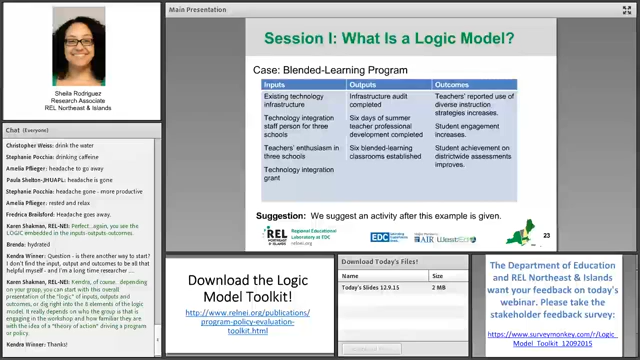 Main Presentation
Sheila Rodriguez
Research Associate
REL Northeast & Islands
Chat (Everyone)
Christopher Weiss: drink the water
Stephanie Pocchia: drinking caffeine
Amelia Pflieger: headache to go away
Paula Shelton-JHUAPL: headache is gone
Stephanie Pocchia: headache gone - more productive
Amelia Pflieger: rested and relax
Fredrica Brailsford: Headache goes away.
Karen Shakman, REL-NEI: Perfect...again, you see the
LOGIC embedded in the inputs-outputs-outcomes.
Brenda: hydrated
Kendra Winner: Question - is there another way to start? I
don't find the input, output and outcomes to be all that
helpful myself - and I'm a long time researcher ....
Karen Shakman, REL-NEI: Kendra, of course...depending
on your group, you can start with this overall
presentation of the "logic" of inputs, outputs and
outcomes, or dig right into the 8 elements of the logic
model. It really depends on who the group is that is
engaging in the workshop and how familiar they are
with the idea of a "theory of action" driving a program
or policy.
Kendra Winner: Thanks!
Session I: What Is a Logic Model?
Case: Blended-Learning Program
Inputs
Existing technology
infrastructure
Technology integration
staff person for three
schools
Teachers' enthusiasm in
three schools
Technology integration
grant
Outputs
Infrastructure audit
completed
Six days of summer
teacher professional
development completed
Six blended-learning
classrooms established
Outcomes
Teachers' reported use of
diverse instruction
strategies increases.
Student engagement
increases.
Student achievement on
districtwide assessments
improves.
Suggestion: We suggest an activity after this example is given.
REL
NORTHEAST
& ISLANDS
Regional Educational
Laboratory at EDC
relnei.org
EDC
AIR
WestEd
23
Download the Logic
Model Toolkit!
http://www.relnei.org/publications/
program-policy-evaluation-
toolkit.html
Download Today's Files!
Name
Size
Today's Slides 12.9.15
2 MB
The Department of Education
and REL Northeast & Islands
want your feedback on today's
webinar. Please take the
stakeholder feedback survey:
https://www.surveymonkey.com/r/Logic_
Model_Toolkit_12092015